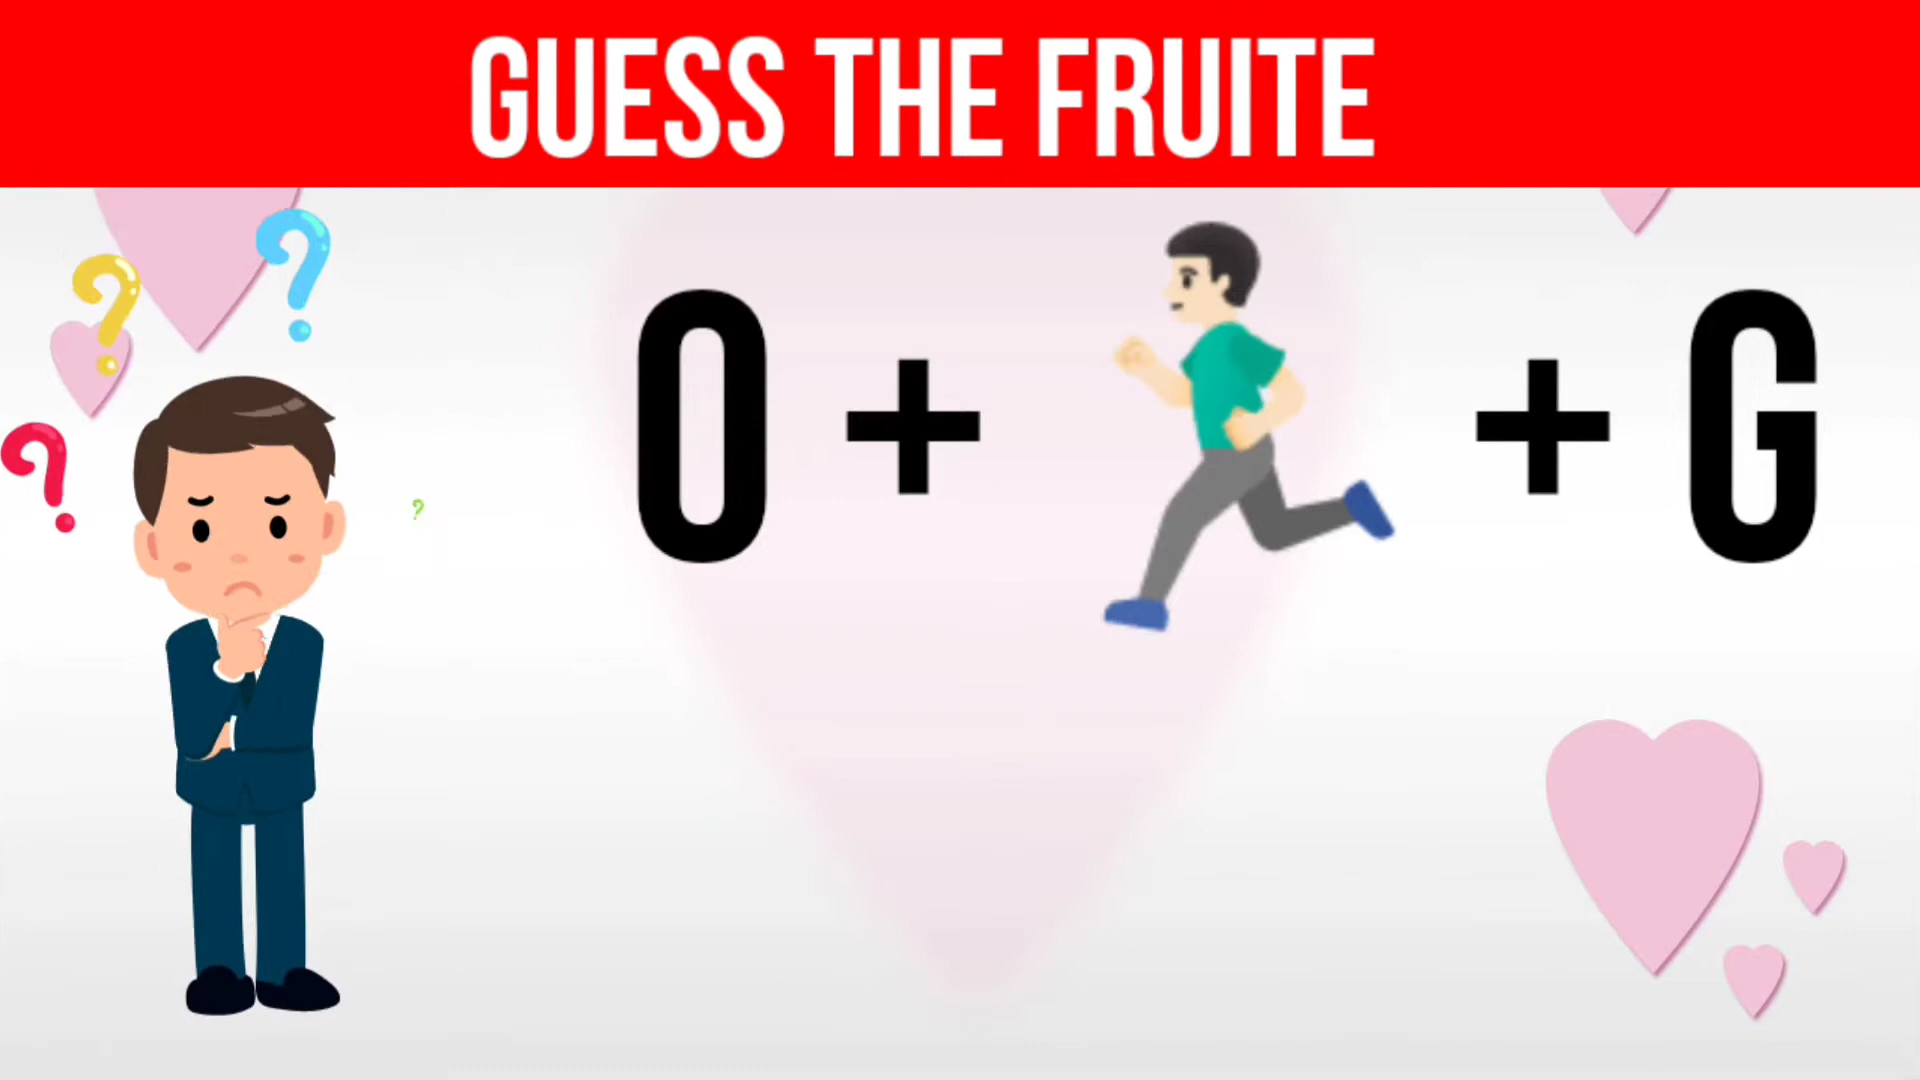 GUESS THE FRUITE
? ? ? ?
O + + G